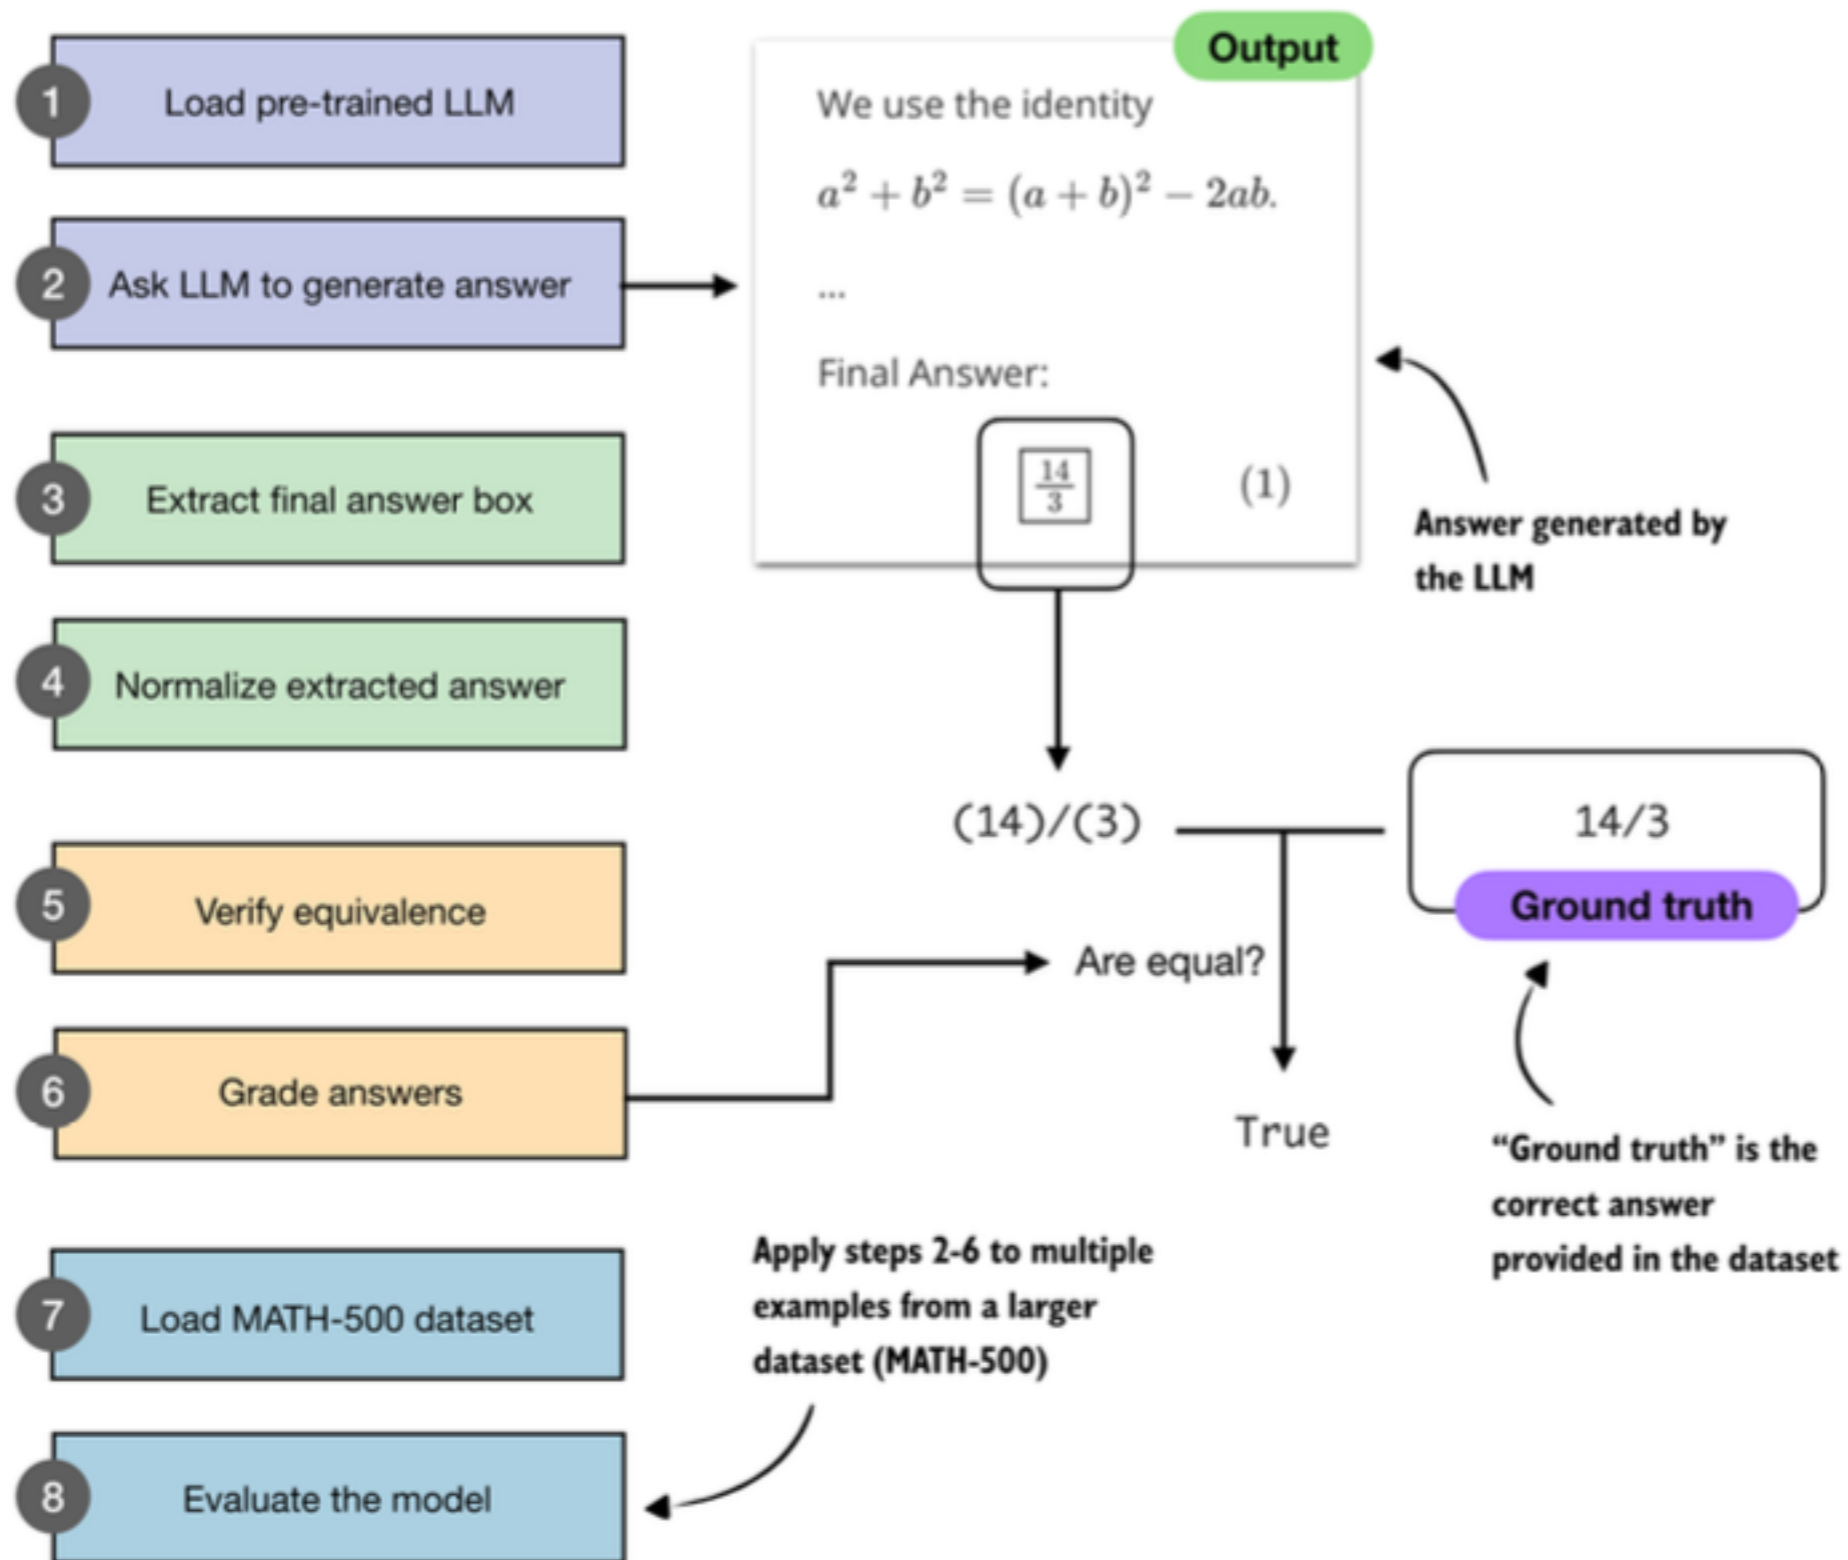 1 Load pre-trained LLM
2 Ask LLM to generate answer
3 Extract final answer box
4 Normalize extracted answer
5 Verify equivalence
6 Grade answers
7 Load MATH-500 dataset
8 Evaluate the model
Output
We use the identity
a² + b² = (a + b)² − 2ab.
...
Final Answer:
14/3 (1)
Answer generated by
the LLM
(14)/(3)
14/3
Ground truth
Are equal?
True
“Ground truth” is the
correct answer
provided in the dataset
Apply steps 2-6 to multiple
examples from a larger
dataset (MATH-500)